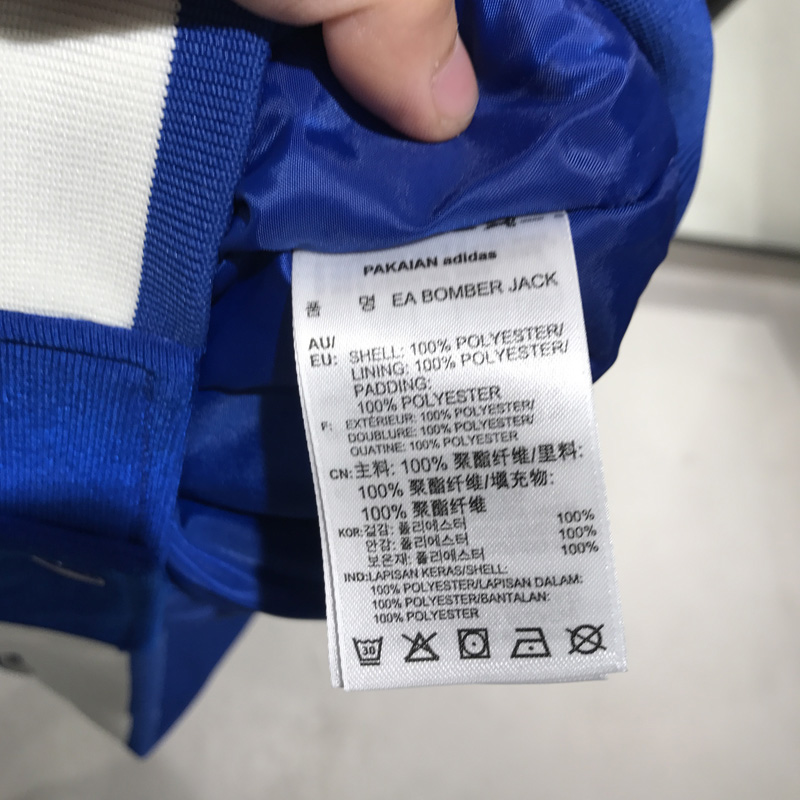 PAKAIAN adidas
품 명 EA BOMBER JACK
AU/
EU: SHELL: 100% POLYESTER/
LINING: 100% POLYESTER/
PADDING:
100% POLYESTER
F: EXTÉRIEUR: 100% POLYESTER/
DOUBLURE: 100% POLYESTER/
OUATINE: 100% POLYESTER
CN: 主料: 100% 聚酯纤维/里料:
100% 聚酯纤维/填充物:
100% 聚酯纤维
KOR: 겉감: 폴리에스터 100%
안감: 폴리에스터 100%
보온재: 폴리에스터 100%
IND: LAPISAN KERAS/SHELL:
100% POLYESTER/LAPISAN DALAM:
100% POLYESTER/BANTALAN:
100% POLYESTER
30